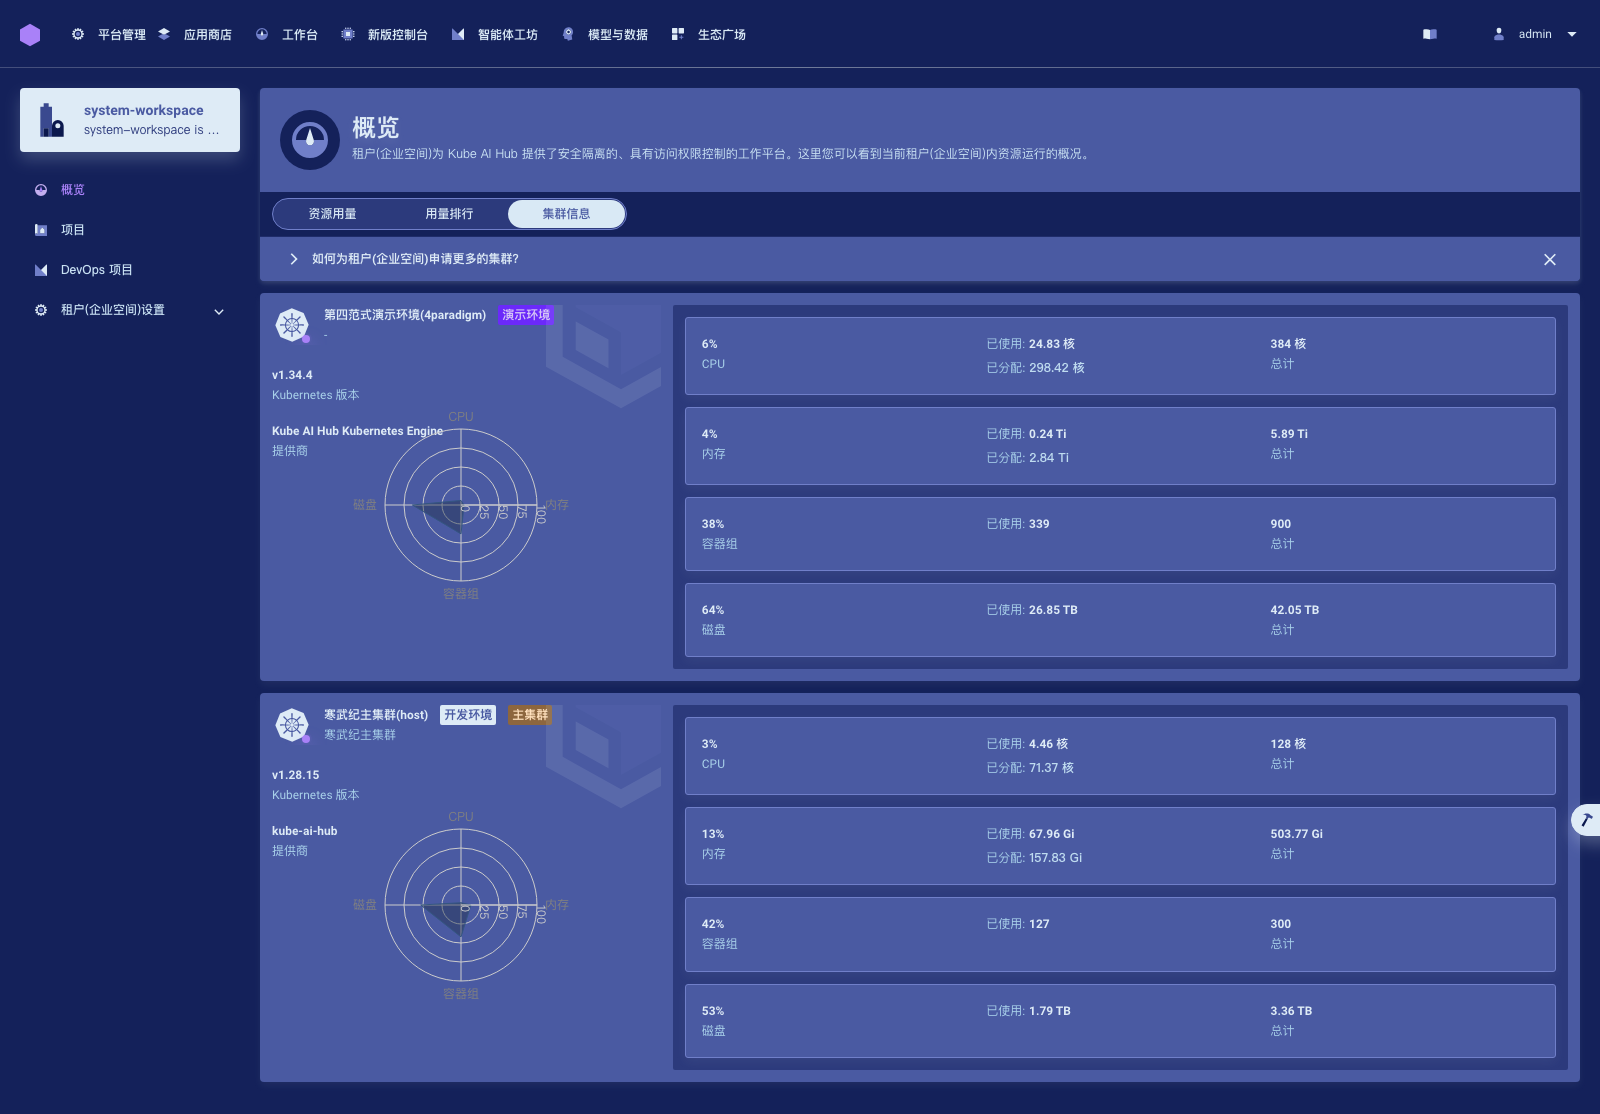 平台管理
应用商店
工作台
新版控制台
智能体工坊
模型与数据
生态广场
admin
system-workspace
system-workspace is ...
概览
项目
DevOps 项目
租户(企业空间)设置
概览
租户(企业空间)为 Kube AI Hub 提供了安全隔离的、具有访问权限控制的工作平台。这里您可以看到当前租户(企业空间)内资源运行的概况。
资源用量
用量排行
集群信息
如何为租户(企业空间)申请更多的集群?
第四范式演示环境(4paradigm)
演示环境
-
v1.34.4
Kubernetes 版本
Kube AI Hub Kubernetes Engine
提供商
CPU
磁盘
0
25
50
75
100
内存
容器组
6%
CPU
已使用: 24.83 核
已分配: 298.42 核
384 核
总计
4%
内存
已使用: 0.24 Ti
已分配: 2.84 Ti
5.89 Ti
总计
38%
容器组
已使用: 339
900
总计
64%
磁盘
已使用: 26.85 TB
42.05 TB
总计
寒武纪主集群(host)
开发环境
主集群
寒武纪主集群
v1.28.15
Kubernetes 版本
kube-ai-hub
提供商
CPU
磁盘
0
25
50
75
100
内存
容器组
3%
CPU
已使用: 4.46 核
已分配: 71.37 核
128 核
总计
13%
内存
已使用: 67.96 Gi
已分配: 157.83 Gi
503.77 Gi
总计
42%
容器组
已使用: 127
300
总计
53%
磁盘
已使用: 1.79 TB
3.36 TB
总计